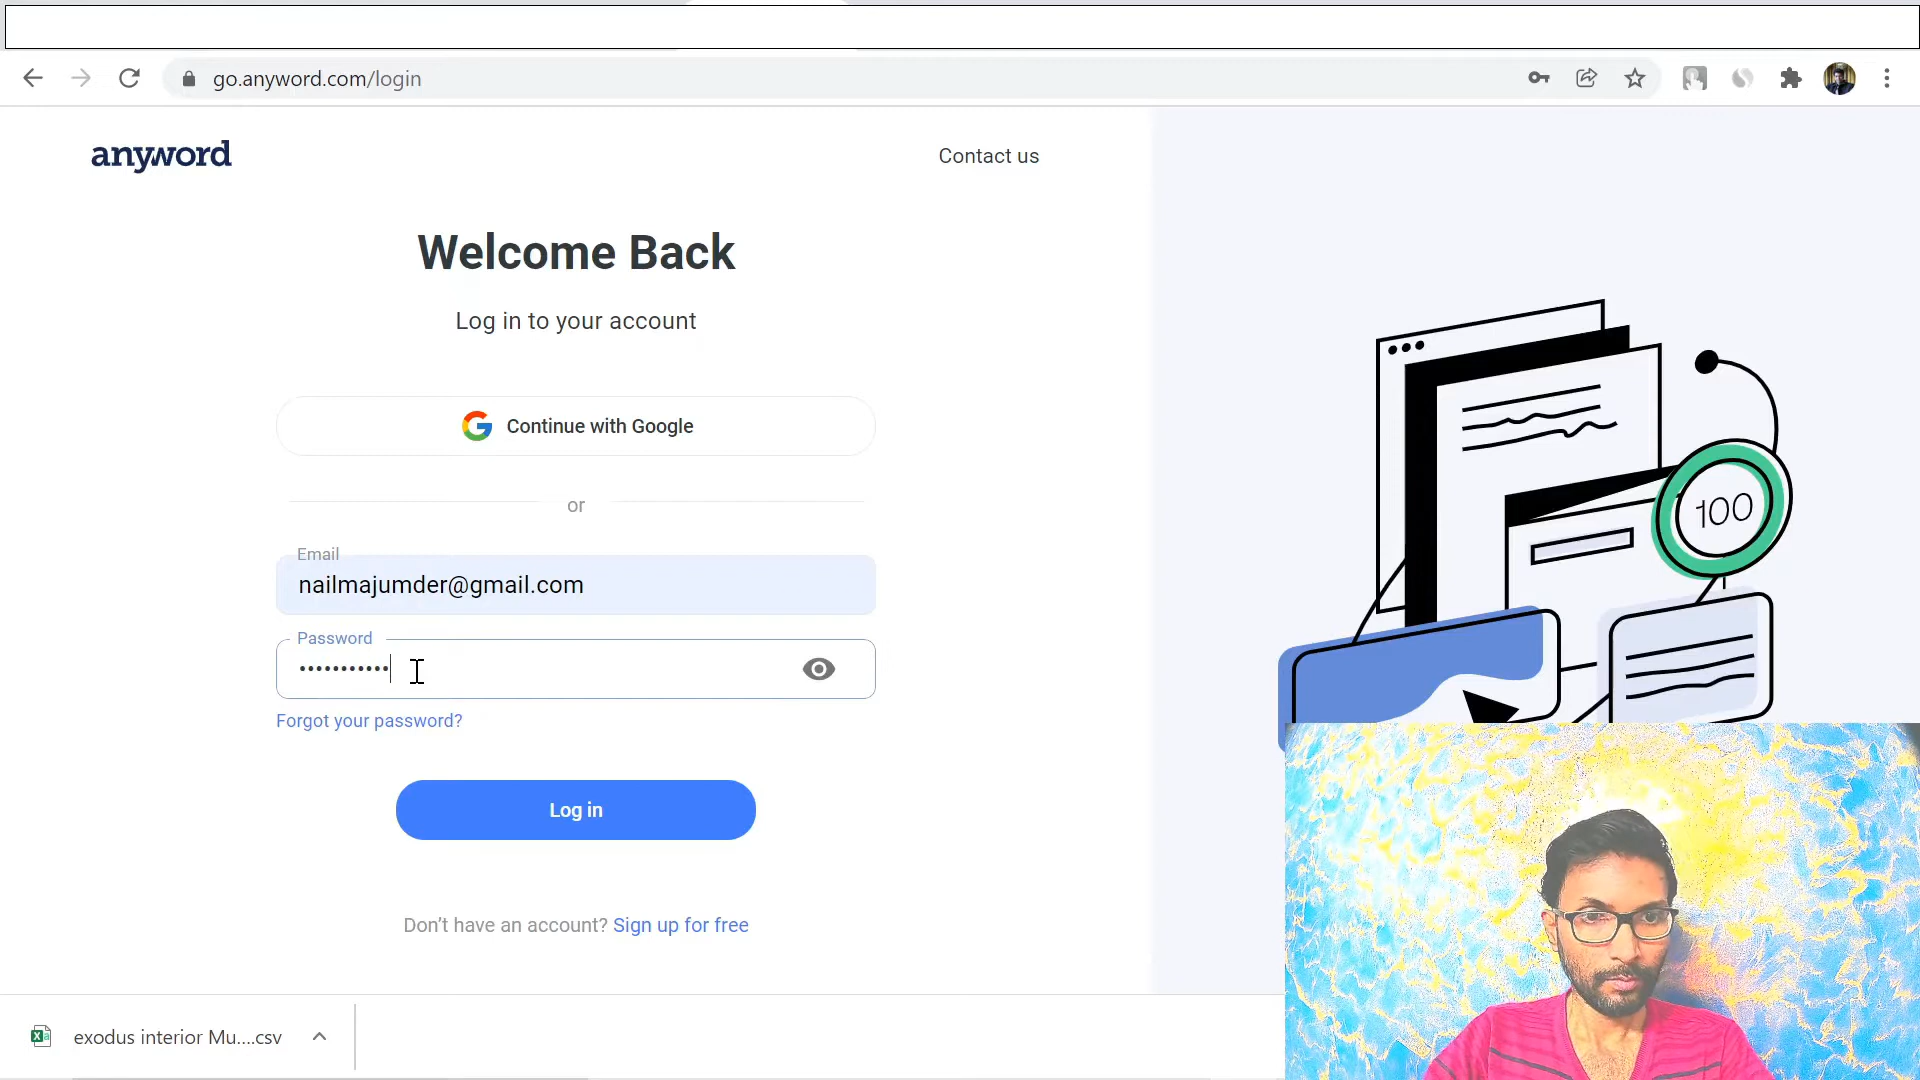 go.anyword.com/login
anyword
Contact us
Welcome Back
Log in to your account
Continue with Google
or
Email
nailmajumder@gmail.com
Password
•••••••••••
Forgot your password?
Log in
Don’t have an account? Sign up for free
100
exodus interior Mu....csv